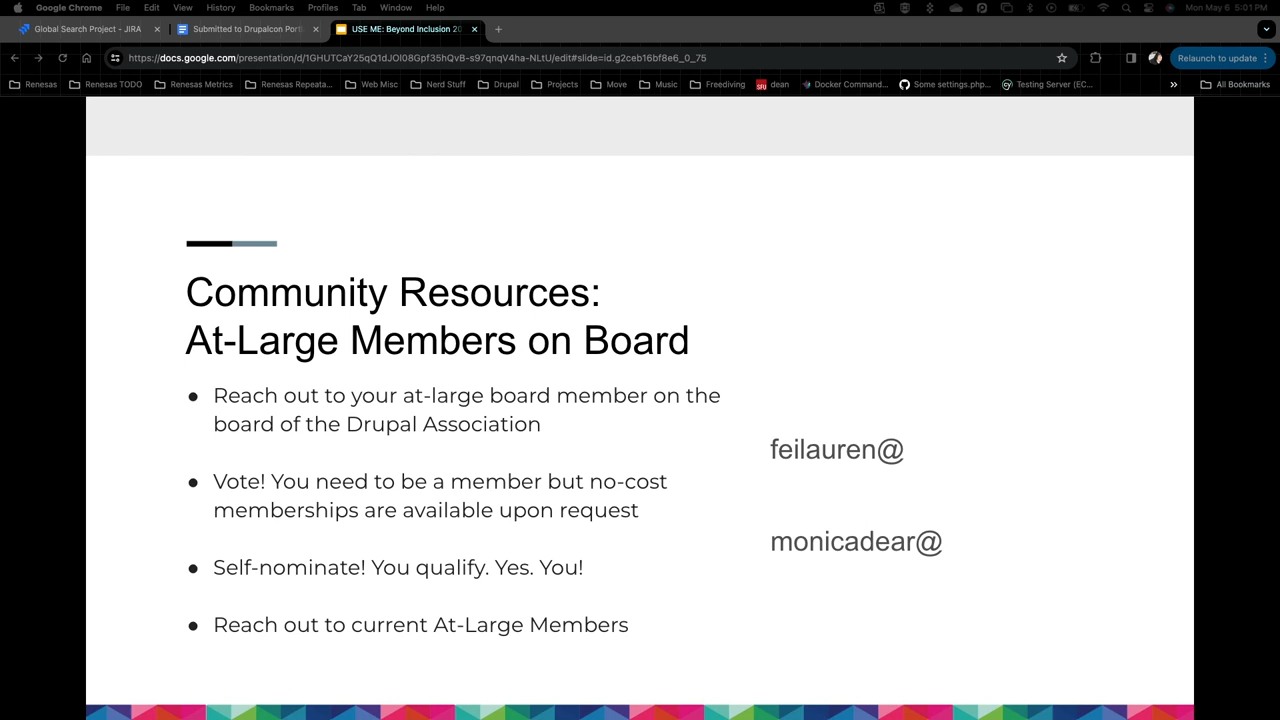 Google Chrome File Edit View History Bookmarks Profiles Tab Window Help Mon May 6 5:01 PM
Global Search Project - JIRA Submitted to Drupalcon Portl USE ME: Beyond Inclusion 20
https://docs.google.com/presentation/d/1GHUTCaY25qQ1dJOI08Gpf35hQvB-s97qnqV4ha-NLtU/edit#slide=id.g2ceb16bf8e6_0_75 Relaunch to update
Renesas Renesas TODO Renesas Metrics Renesas Repeata... Web Misc Nerd Stuff Drupal Projects Move Music Freediving SFU dean Docker Command... Some settings.php... Testing Server (EC... » All Bookmarks
Community Resources:
At-Large Members on Board
● Reach out to your at-large board member on the
board of the Drupal Association
● Vote! You need to be a member but no-cost
memberships are available upon request
● Self-nominate! You qualify. Yes. You!
● Reach out to current At-Large Members
feilauren@
monicadear@